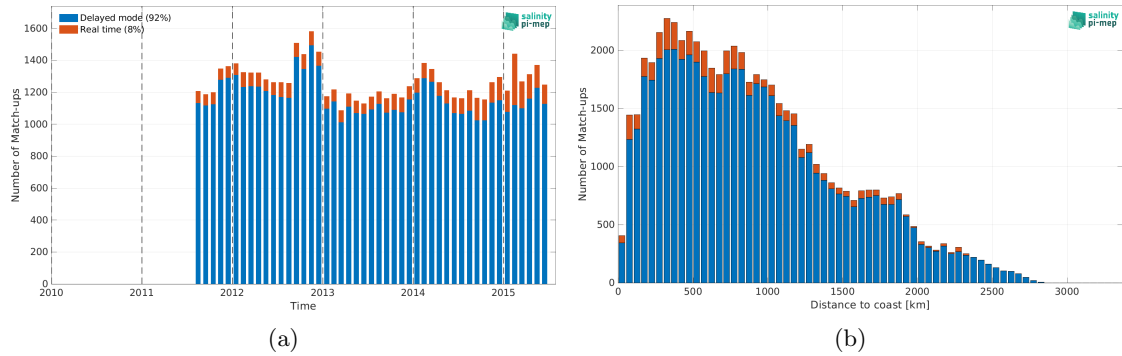 Delayed mode (92%)
Real time (8%)
salinity
pi-mep
1600
1400
1200
1000
800
600
400
200
0
Number of Match-ups
2010
2011
2012
2013
2014
2015
Time
(a)
salinity
pi-mep
2000
1500
1000
500
0
Number of Match-ups
0
500
1000
1500
2000
2500
3000
Distance to coast [km]
(b)